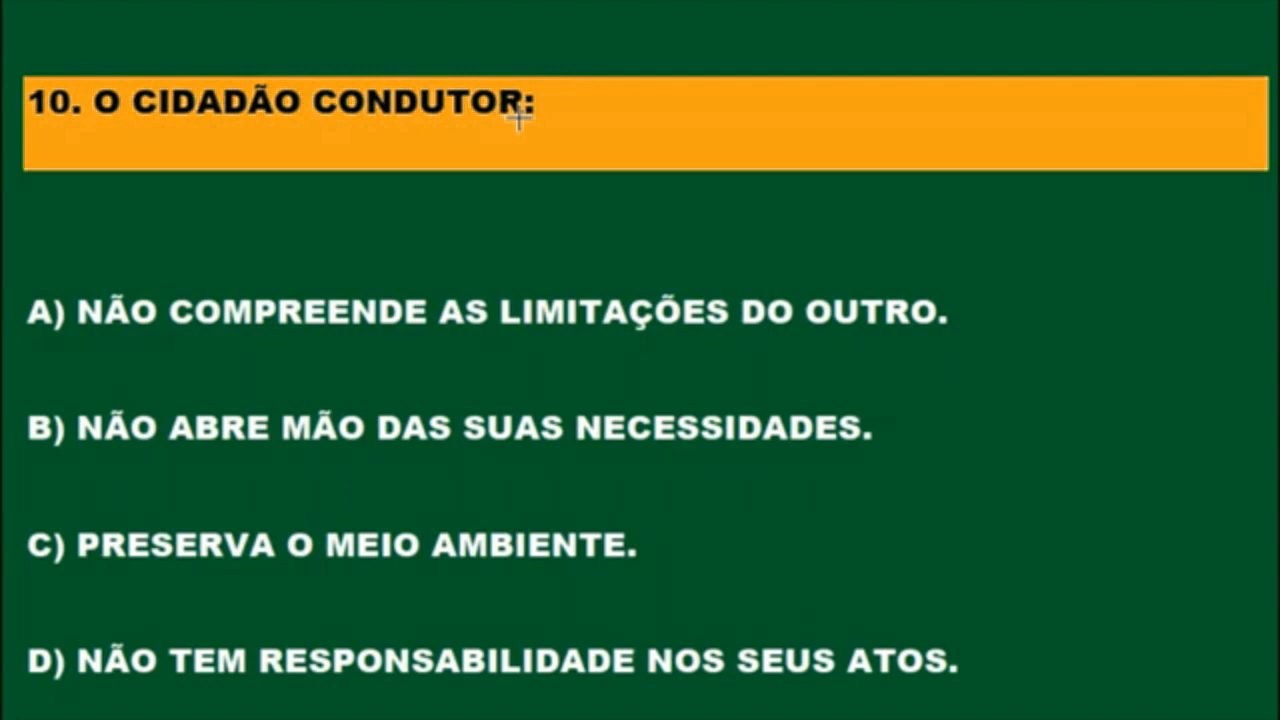 10. O CIDADÃO CONDUTOR:
A) NÃO COMPREENDE AS LIMITAÇÕES DO OUTRO.
B) NÃO ABRE MÃO DAS SUAS NECESSIDADES.
C) PRESERVA O MEIO AMBIENTE.
D) NÃO TEM RESPONSABILIDADE NOS SEUS ATOS.